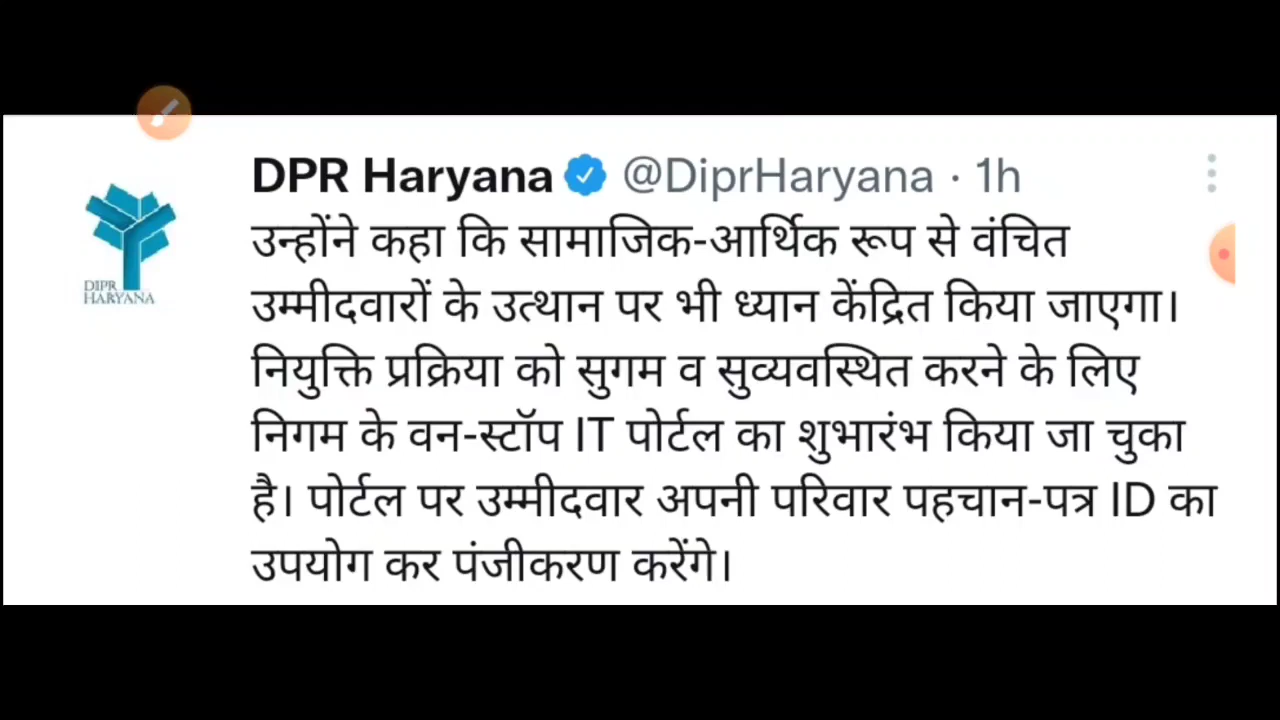 DPR Haryana @DiprHaryana · 1h
उन्होंने कहा कि सामाजिक-आर्थिक रूप से वंचित
उम्मीदवारों के उत्थान पर भी ध्यान केंद्रित किया जाएगा।
नियुक्ति प्रक्रिया को सुगम व सुव्यवस्थित करने के लिए
निगम के वन-स्टॉप IT पोर्टल का शुभारंभ किया जा चुका
है। पोर्टल पर उम्मीदवार अपनी परिवार पहचान-पत्र ID का
उपयोग कर पंजीकरण करेंगे।
DIPR
HARYANA